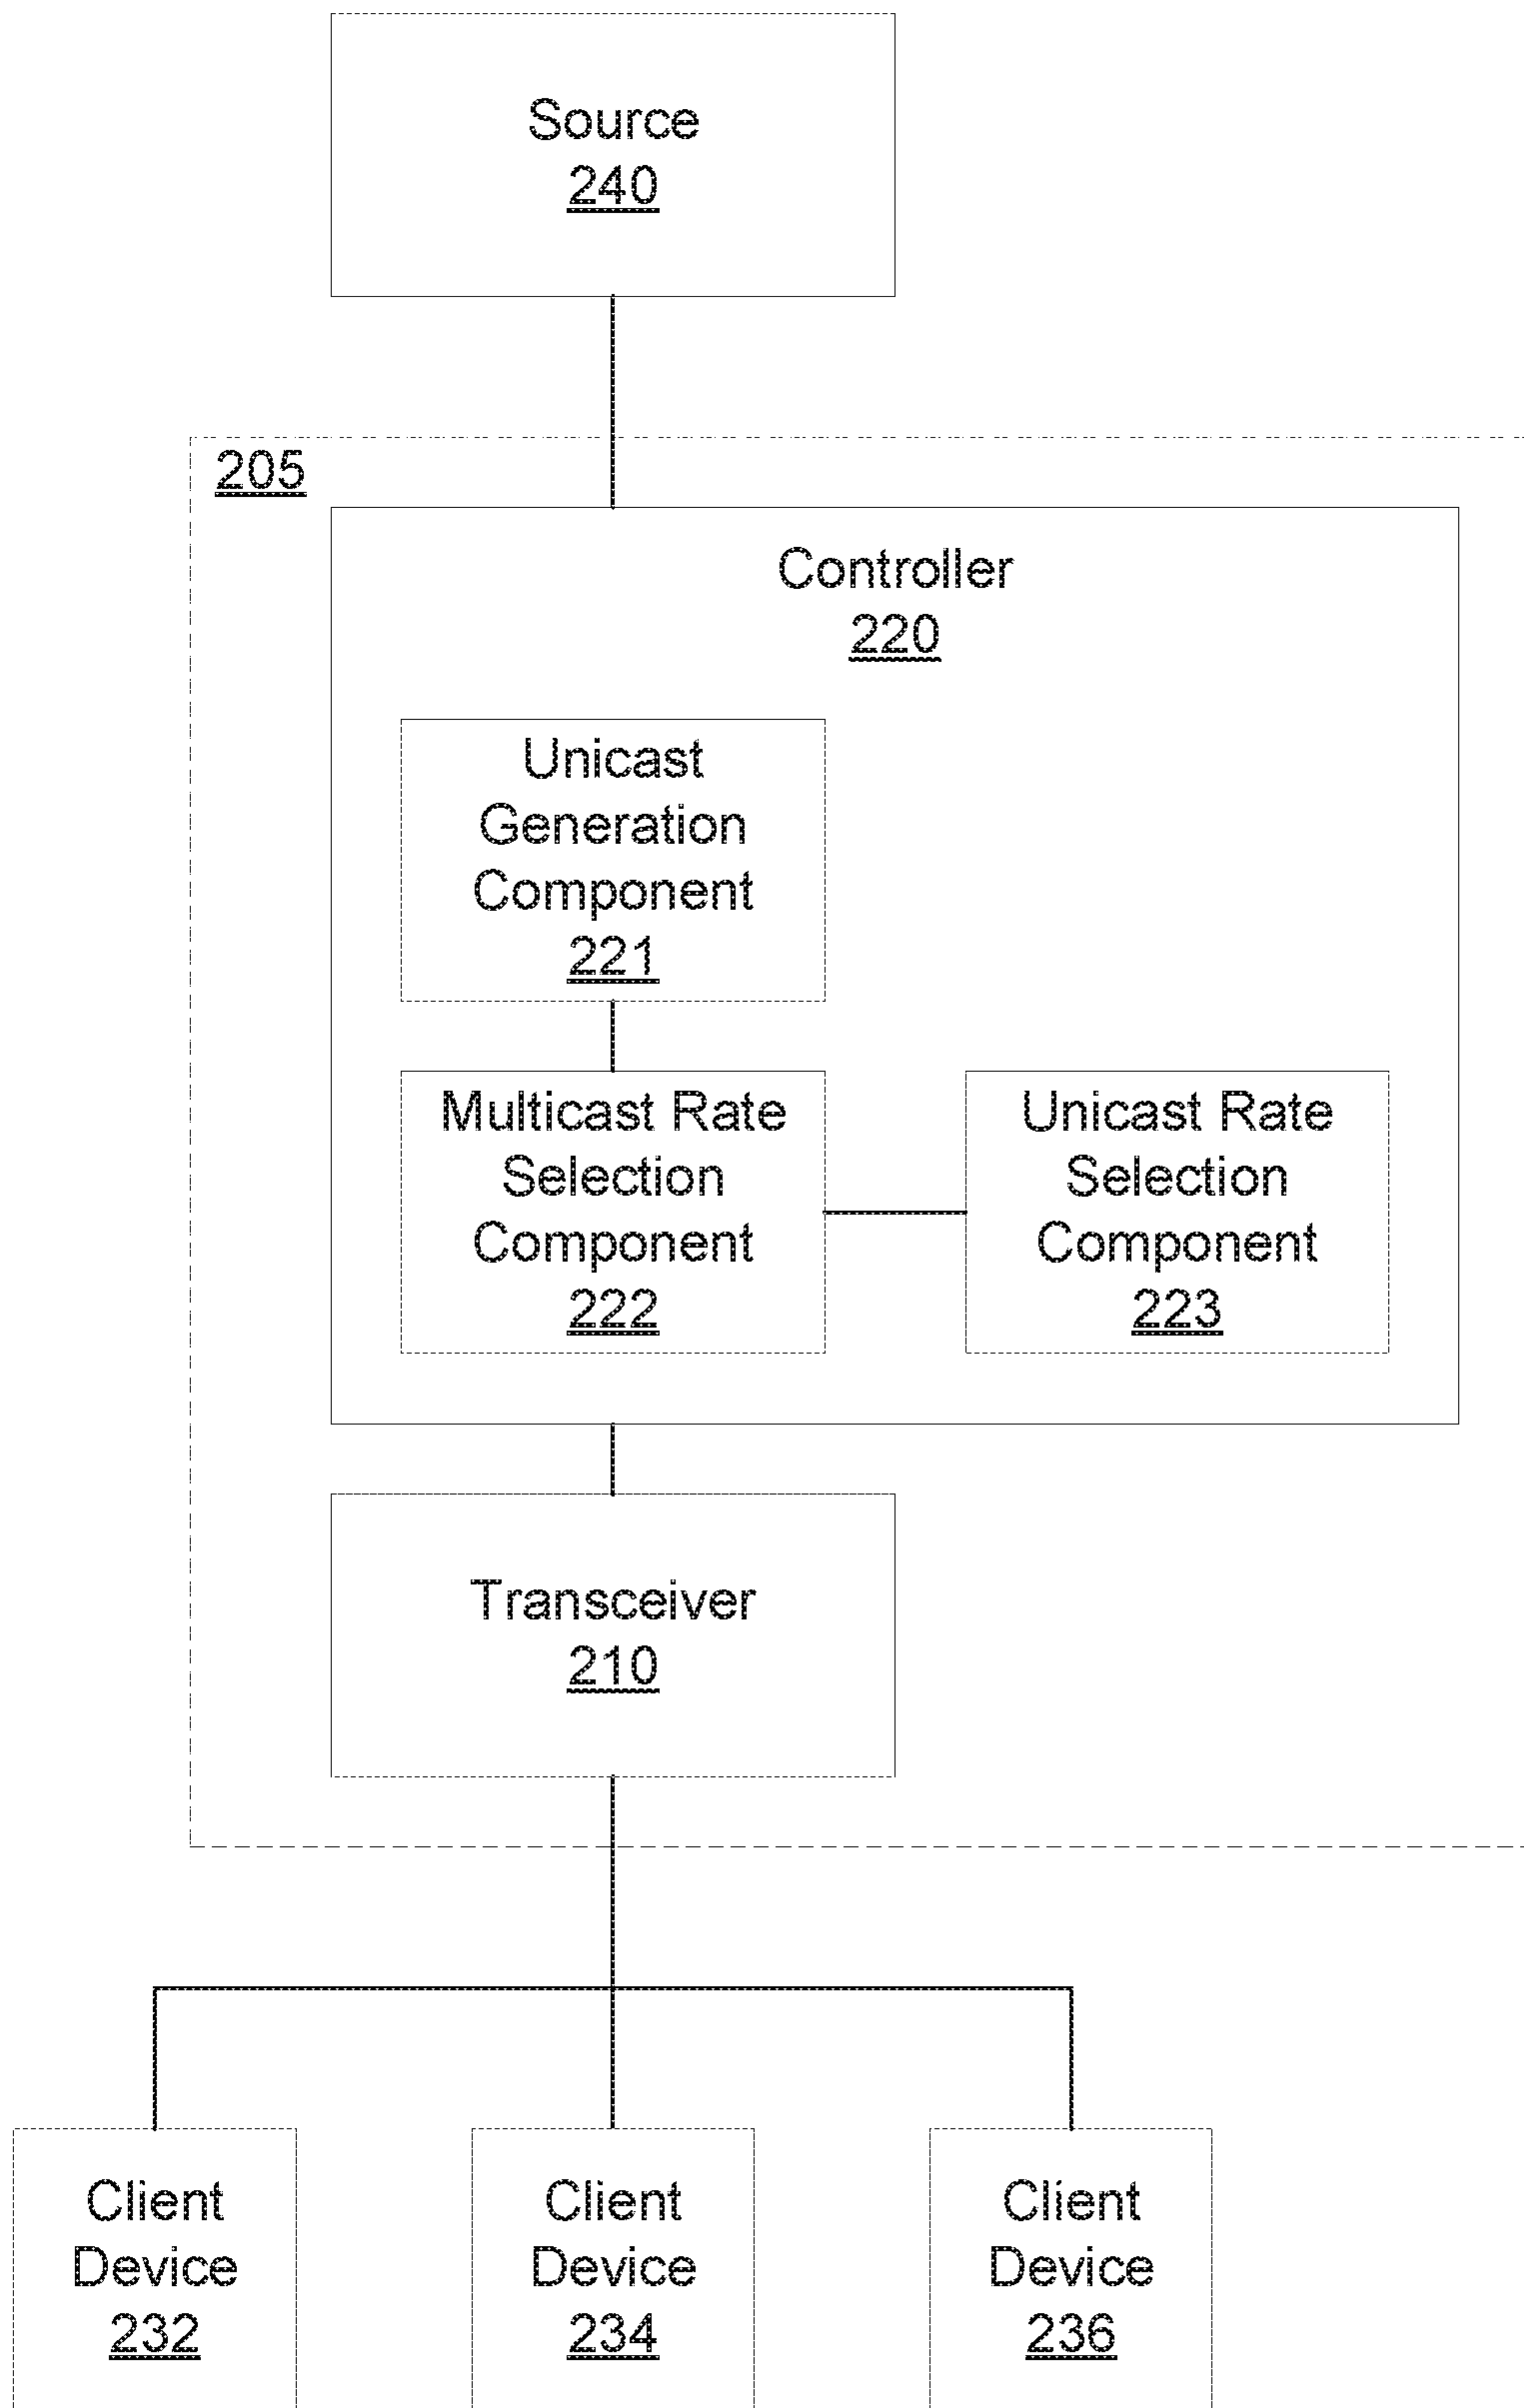 Source
240
205
Controller
220
Unicast
Generation
Component
221
Multicast Rate
Selection
Component
222
Unicast Rate
Selection
Component
223
Transceiver
210
Client
Device
232
Client
Device
234
Client
Device
236